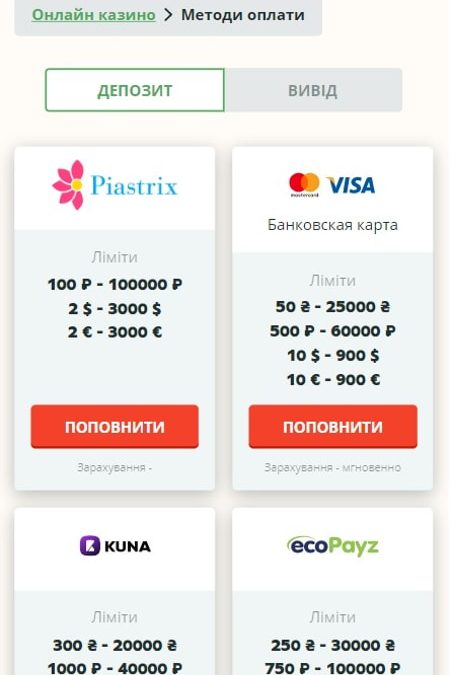 Онлайн казино > Методи оплати
ДЕПОЗИТ
ВИВІД
Piastrix
Ліміти
100 ₽ - 100000 ₽
2 $ - 3000 $
2 € - 3000 €
ПОПОВНИТИ
Зарахування -
mastercard VISA
Банковская карта
Ліміти
50 ₴ - 25000 ₴
500 ₽ - 60000 ₽
10 $ - 900 $
10 € - 900 €
ПОПОВНИТИ
Зарахування - мгновенно
KUNA
Ліміти
300 ₴ - 20000 ₴
1000 ₽ - 40000 ₽
ecoPayz
Ліміти
250 ₴ - 30000 ₴
750 ₽ - 100000 ₽